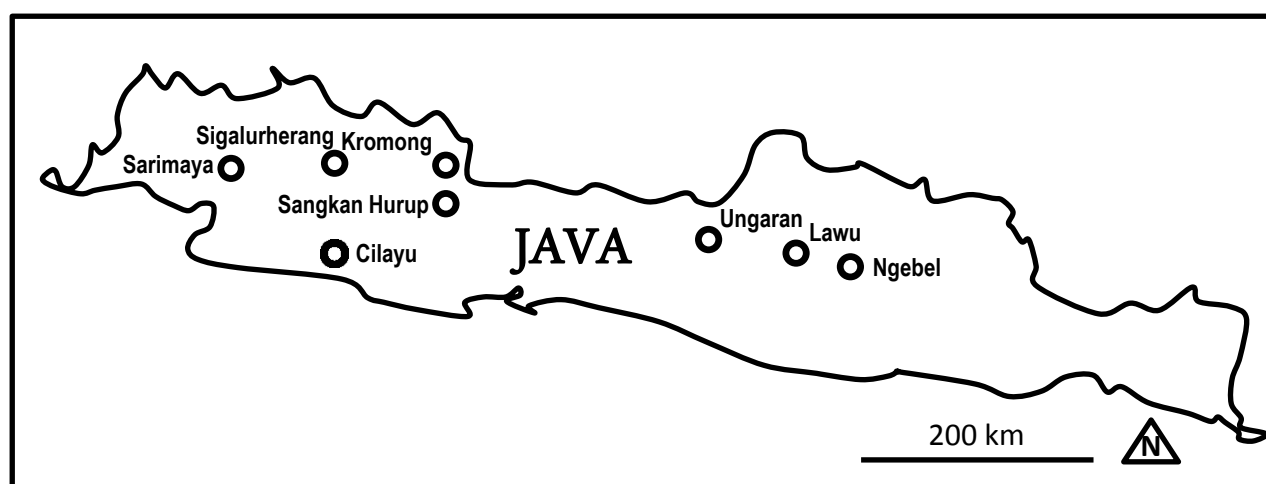 Sigalurherang
Kromong
Sarimaya
Sangkan Hurup
Cilayu
JAVA
Ungaran
Lawu
Ngebel
200 km
N